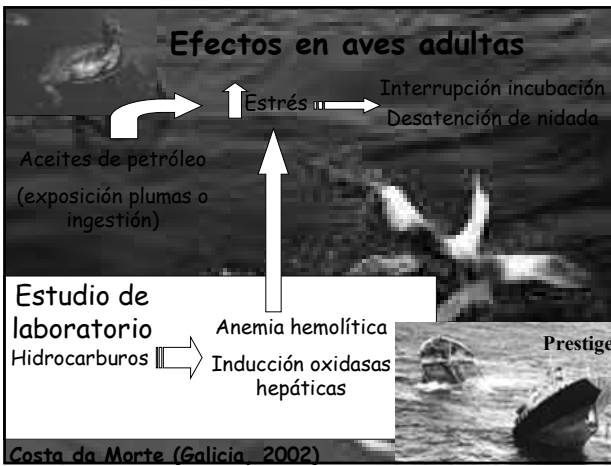 Efectos en aves adultas
Estrés
Interrupción incubación
Desatención de nidada
Aceites de petróleo
(exposición plumas o
ingestión)
Estudio de
laboratorio
Hidrocarburos
Anemia hemolítica
Inducción oxidasas
hepáticas
Prestige
Costa da Morte (Galicia, 2002)